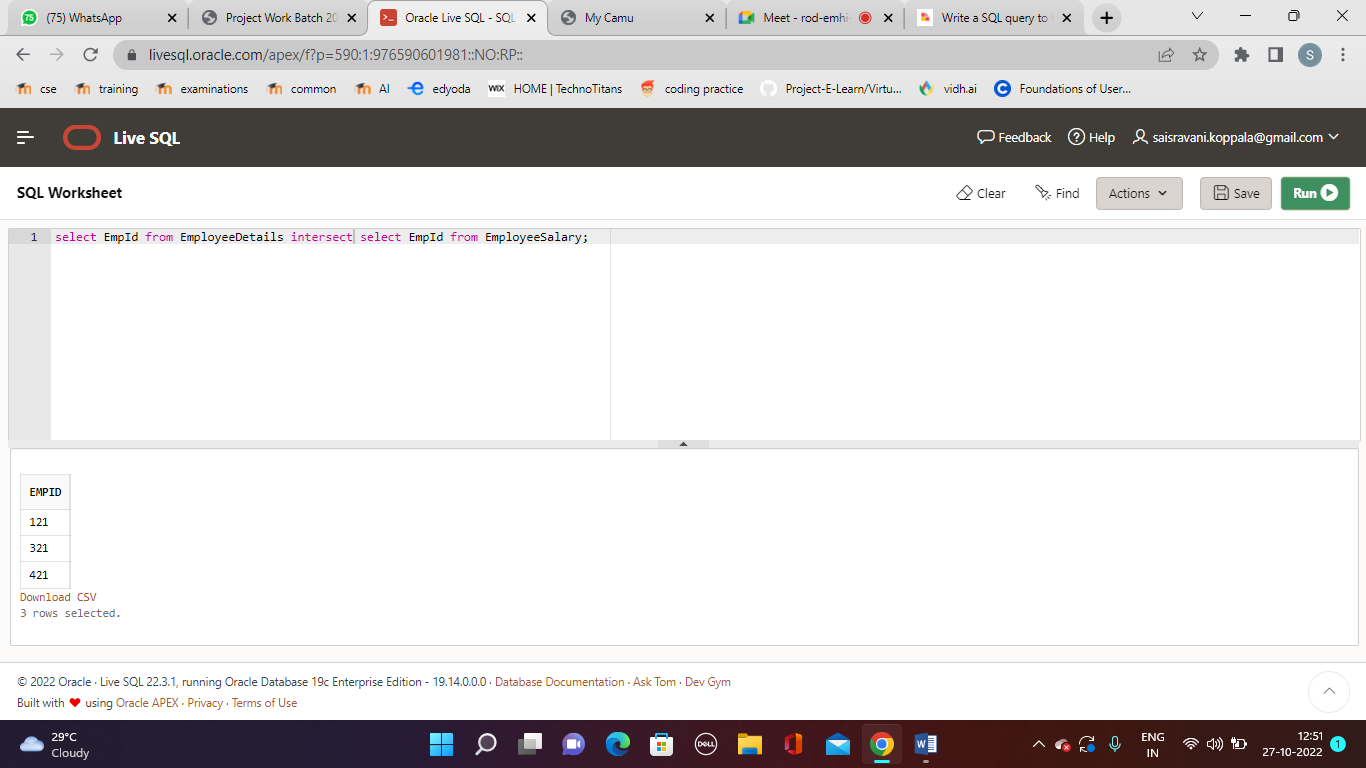 (75) WhatsApp Project Work Batch 20 Oracle Live SQL - SQL My Camu Meet - rod-emhi- Write a SQL query to f
livesql.oracle.com/apex/f?p=590:1:976590601981::NO:RP:: S
cse training examinations common AI edyoda WIX HOME | TechnoTitans coding practice Project-E-Learn/Virtu... vidh.ai Foundations of User...
Live SQL Feedback Help saisravani.koppala@gmail.com
SQL Worksheet Clear Find Actions Save Run
1 select EmpId from EmployeeDetails intersect select EmpId from EmployeeSalary;
EMPID
121
321
421
Download CSV
3 rows selected.
© 2022 Oracle · Live SQL 22.3.1, running Oracle Database 19c Enterprise Edition - 19.14.0.0.0 · Database Documentation · Ask Tom · Dev Gym
Built with ❤ using Oracle APEX · Privacy · Terms of Use
29°C
Cloudy
DELL
ENG
IN
12:51
27-10-2022
1